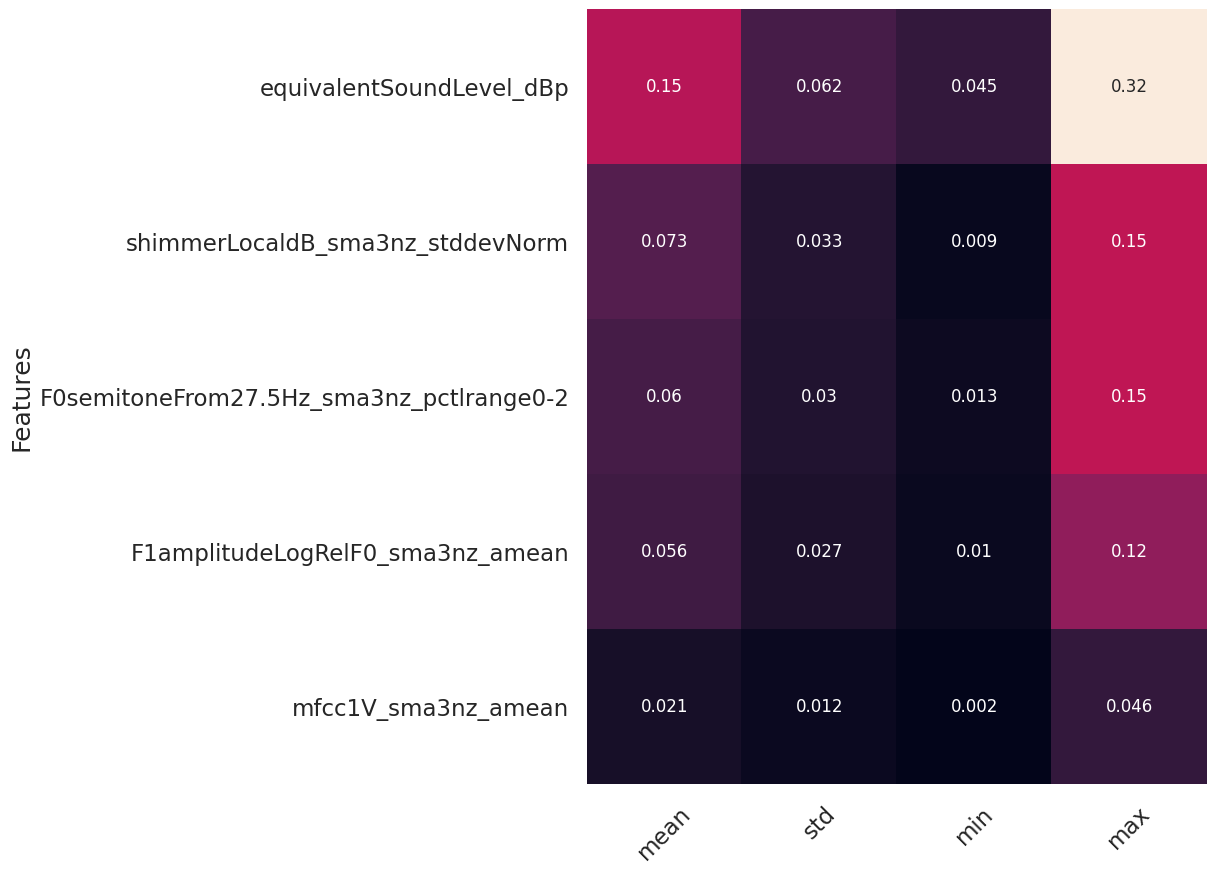 Features
equivalentSoundLevel_dBp 0.15 0.062 0.045 0.32
shimmerLocaldB_sma3nz_stddevNorm 0.073 0.033 0.009 0.15
F0semitoneFrom27.5Hz_sma3nz_pctlrange0-2 0.06 0.03 0.013 0.15
F1amplitudeLogRelF0_sma3nz_amean 0.056 0.027 0.01 0.12
mfcc1V_sma3nz_amean 0.021 0.012 0.002 0.046
mean std min max